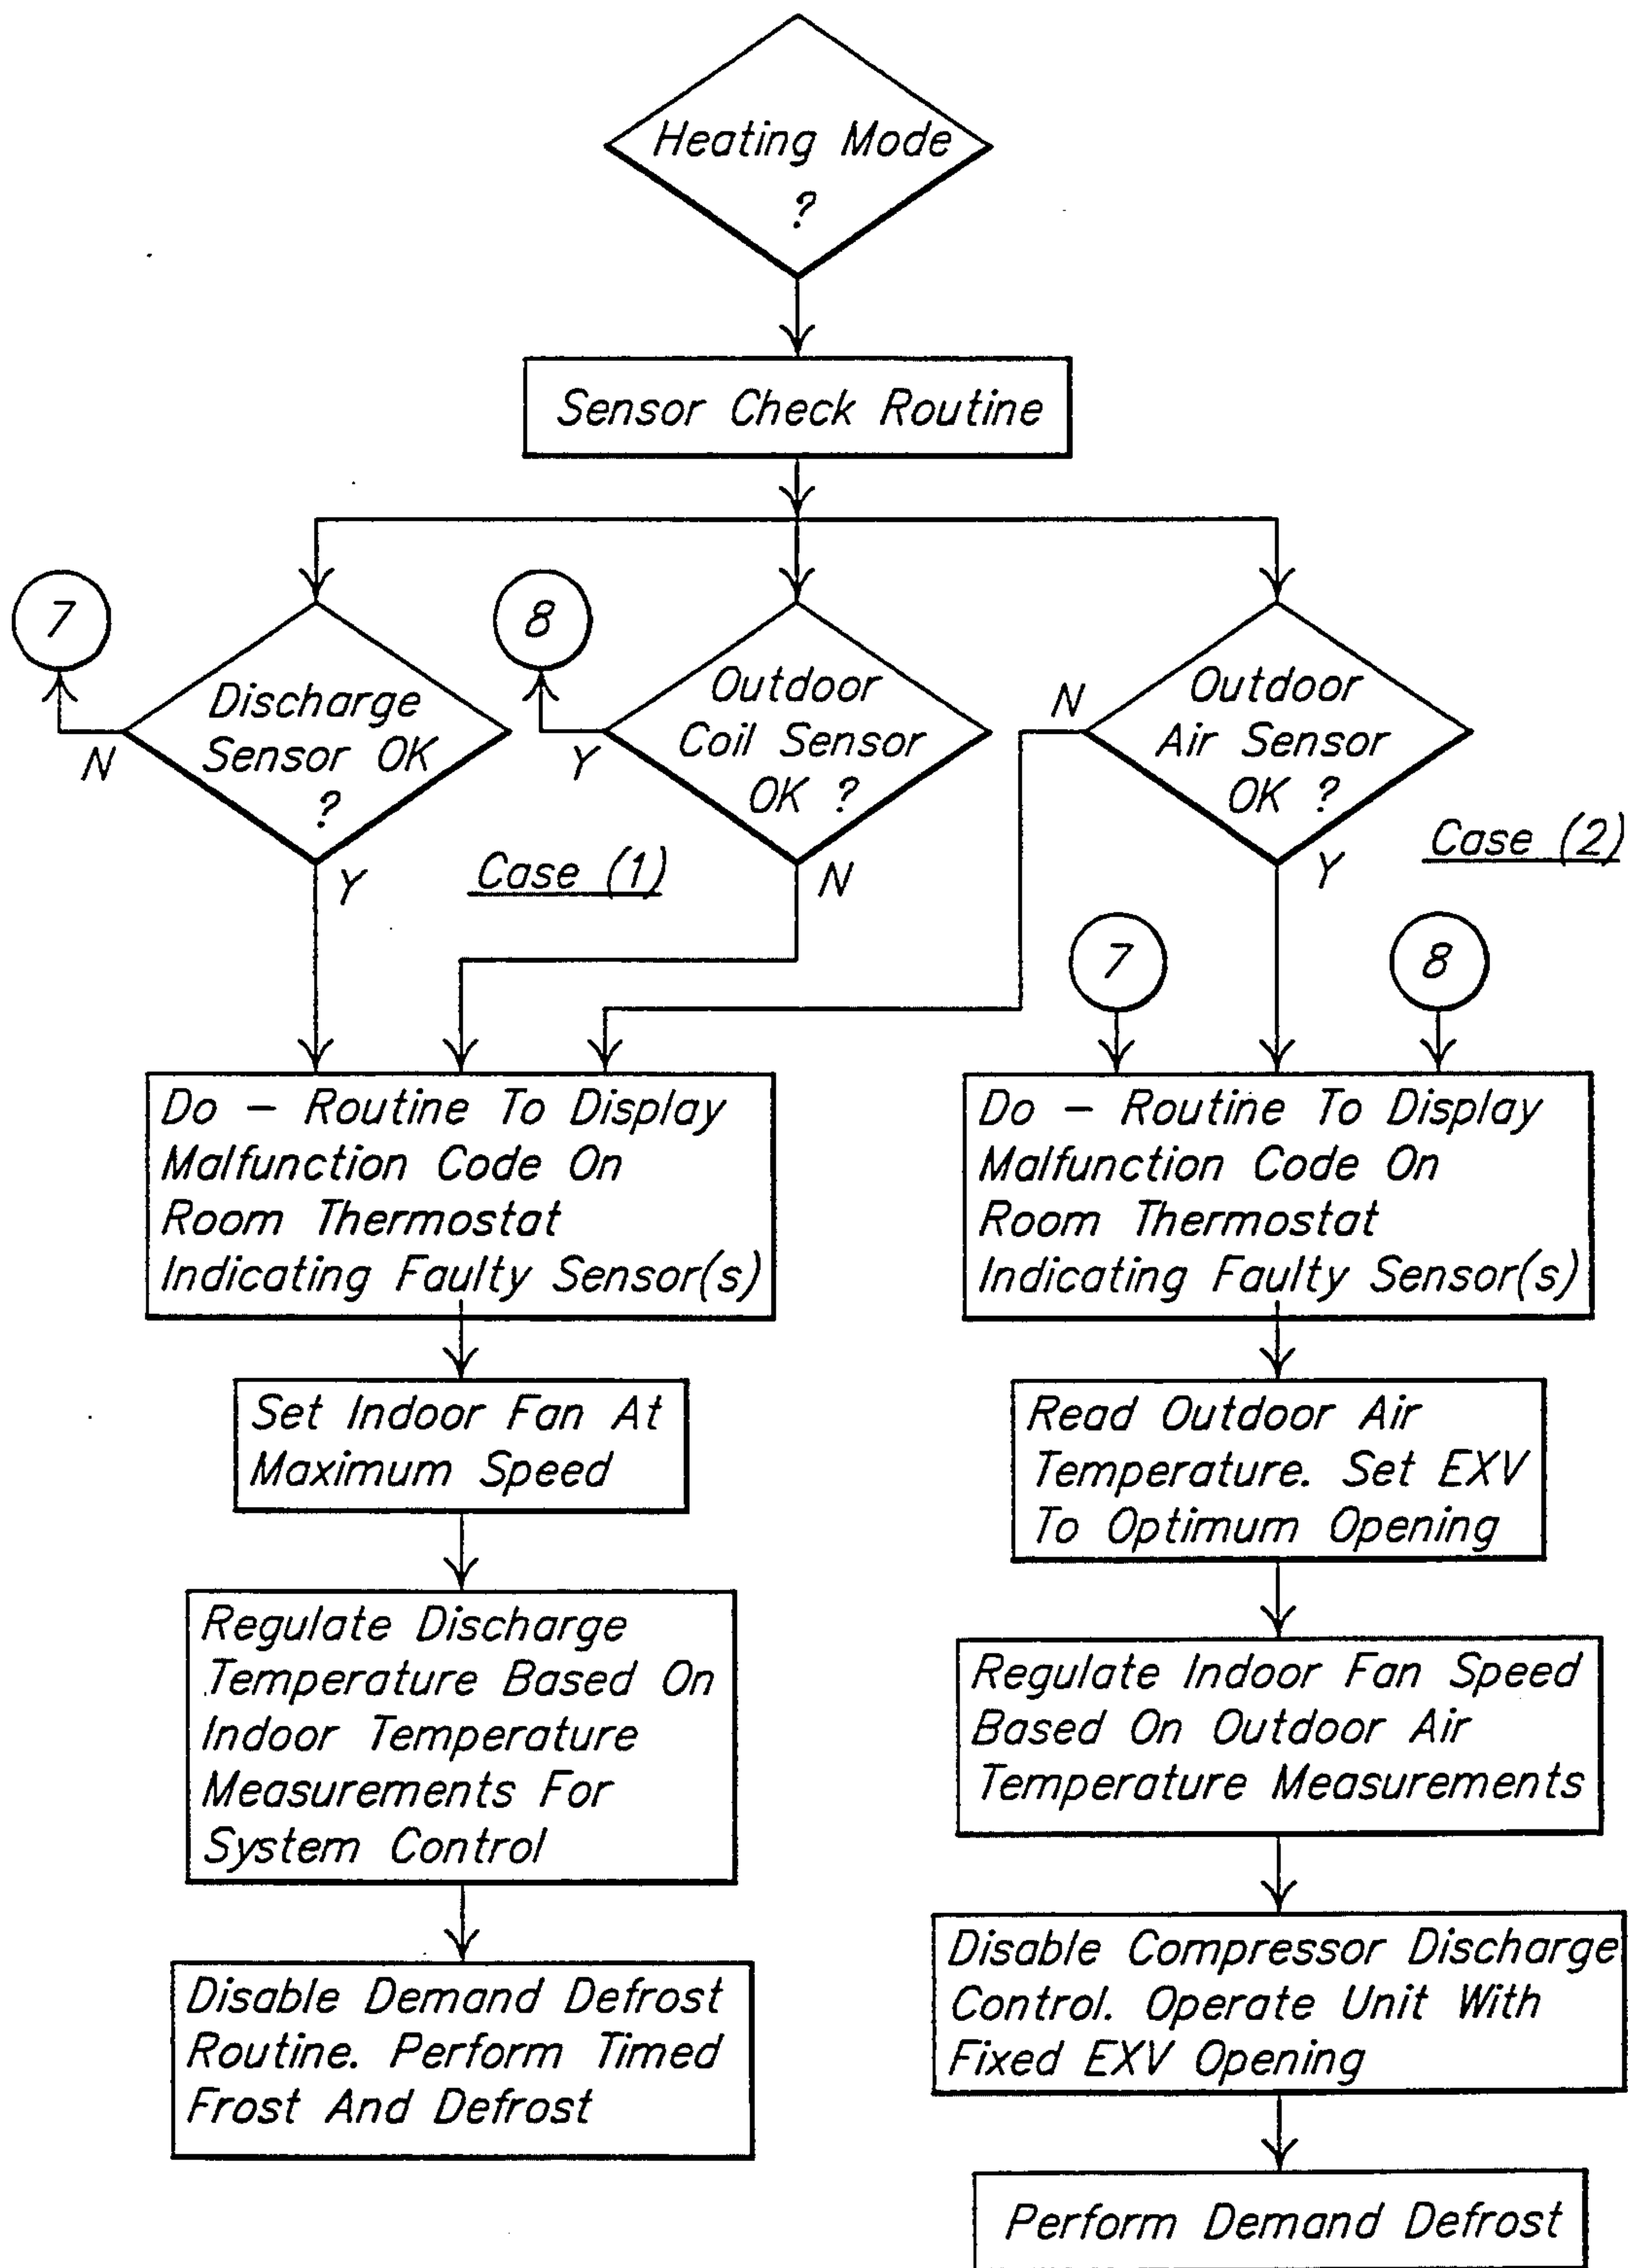 Heating Mode
?
Sensor Check Routine
7
8
Discharge
Sensor OK
?
N
Y
Outdoor
Coil Sensor
OK ?
Y
N
Outdoor
Air Sensor
OK ?
N
Y
Case (1)
Case (2)
7
8
Do – Routine To Display
Malfunction Code On
Room Thermostat
Indicating Faulty Sensor(s)
Set Indoor Fan At
Maximum Speed
Regulate Discharge
Temperature Based On
Indoor Temperature
Measurements For
System Control
Disable Demand Defrost
Routine. Perform Timed
Frost And Defrost
Do – Routine To Display
Malfunction Code On
Room Thermostat
Indicating Faulty Sensor(s)
Read Outdoor Air
Temperature. Set EXV
To Optimum Opening
Regulate Indoor Fan Speed
Based On Outdoor Air
Temperature Measurements
Disable Compressor Discharge
Control. Operate Unit With
Fixed EXV Opening
Perform Demand Defrost